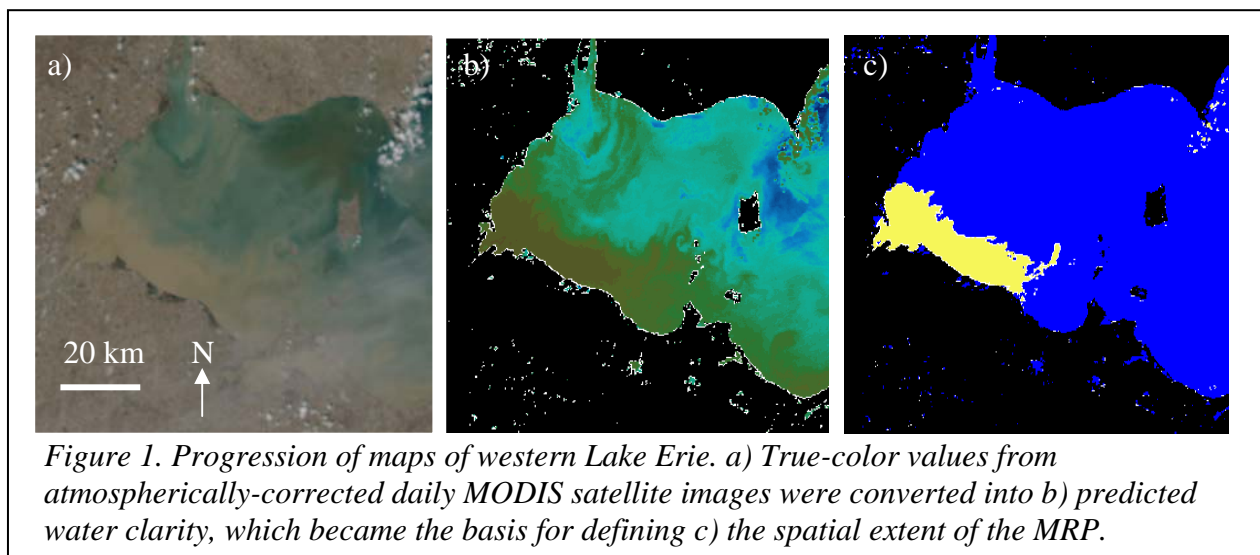 a)
b)
c)
20 km
N
Figure 1. Progression of maps of western Lake Erie. a) True-color values from
atmospherically-corrected daily MODIS satellite images were converted into b) predicted
water clarity, which became the basis for defining c) the spatial extent of the MRP.